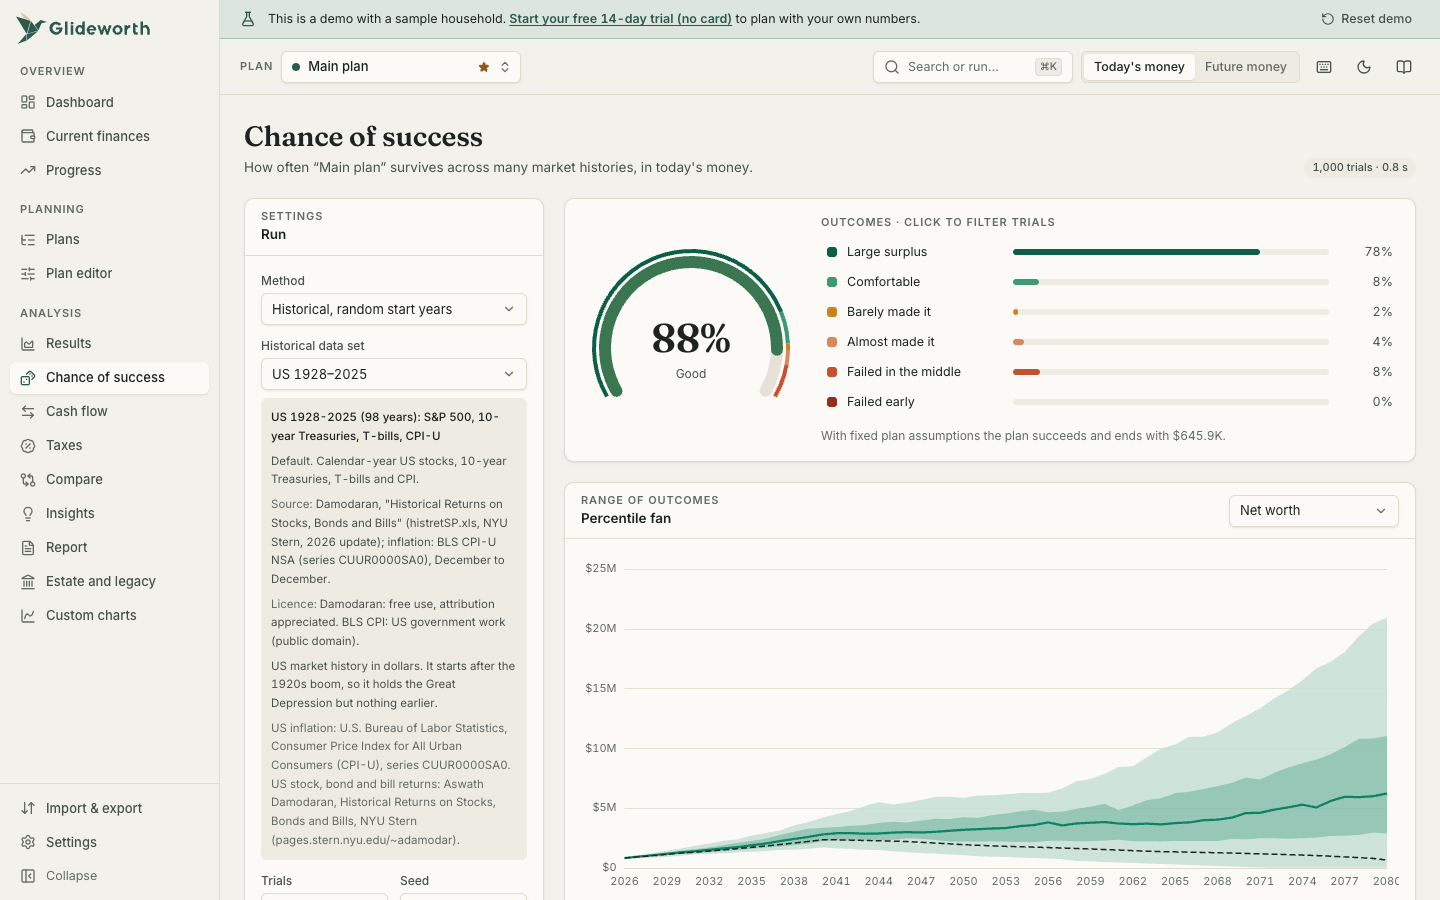 This is a demo with a sample household. Start your free 14-day trial (no card) to plan with your own numbers.
Reset demo
Glideworth
OVERVIEW
Dashboard
Current finances
Progress
PLANNING
Plans
Plan editor
ANALYSIS
Results
Chance of success
Cash flow
Taxes
Compare
Insights
Report
Estate and legacy
Custom charts
Import & export
Settings
Collapse
PLAN
Main plan
Search or run...
⌘K
Today's money
Future money
Chance of success
How often “Main plan” survives across many market histories, in today's money.
1,000 trials · 0.8 s
SETTINGS
Run
Method
Historical, random start years
Historical data set
US 1928–2025
US 1928-2025 (98 years): S&P 500, 10-
year Treasuries, T-bills, CPI-U
Default. Calendar-year US stocks, 10-year
Treasuries, T-bills and CPI.
Source: Damodaran, "Historical Returns on
Stocks, Bonds and Bills" (histretSP.xls, NYU
Stern, 2026 update); inflation: BLS CPI-U
NSA (series CUUR0000SA0), December to
December.
Licence: Damodaran: free use, attribution
appreciated. BLS CPI: US government work
(public domain).
US market history in dollars. It starts after the
1920s boom, so it holds the Great
Depression but nothing earlier.
US inflation: U.S. Bureau of Labor Statistics,
Consumer Price Index for All Urban
Consumers (CPI-U), series CUUR0000SA0.
US stock, bond and bill returns: Aswath
Damodaran, Historical Returns on Stocks,
Bonds and Bills, NYU Stern
(pages.stern.nyu.edu/~adamodar).
Trials
Seed
88%
Good
OUTCOMES · CLICK TO FILTER TRIALS
Large surplus 78%
Comfortable 8%
Barely made it 2%
Almost made it 4%
Failed in the middle 8%
Failed early 0%
With fixed plan assumptions the plan succeeds and ends with $645.9K.
RANGE OF OUTCOMES
Percentile fan
Net worth
$25M
$20M
$15M
$10M
$5M
$0
2026 2029 2032 2035 2038 2041 2044 2047 2050 2053 2056 2059 2062 2065 2068 2071 2074 2077 2080